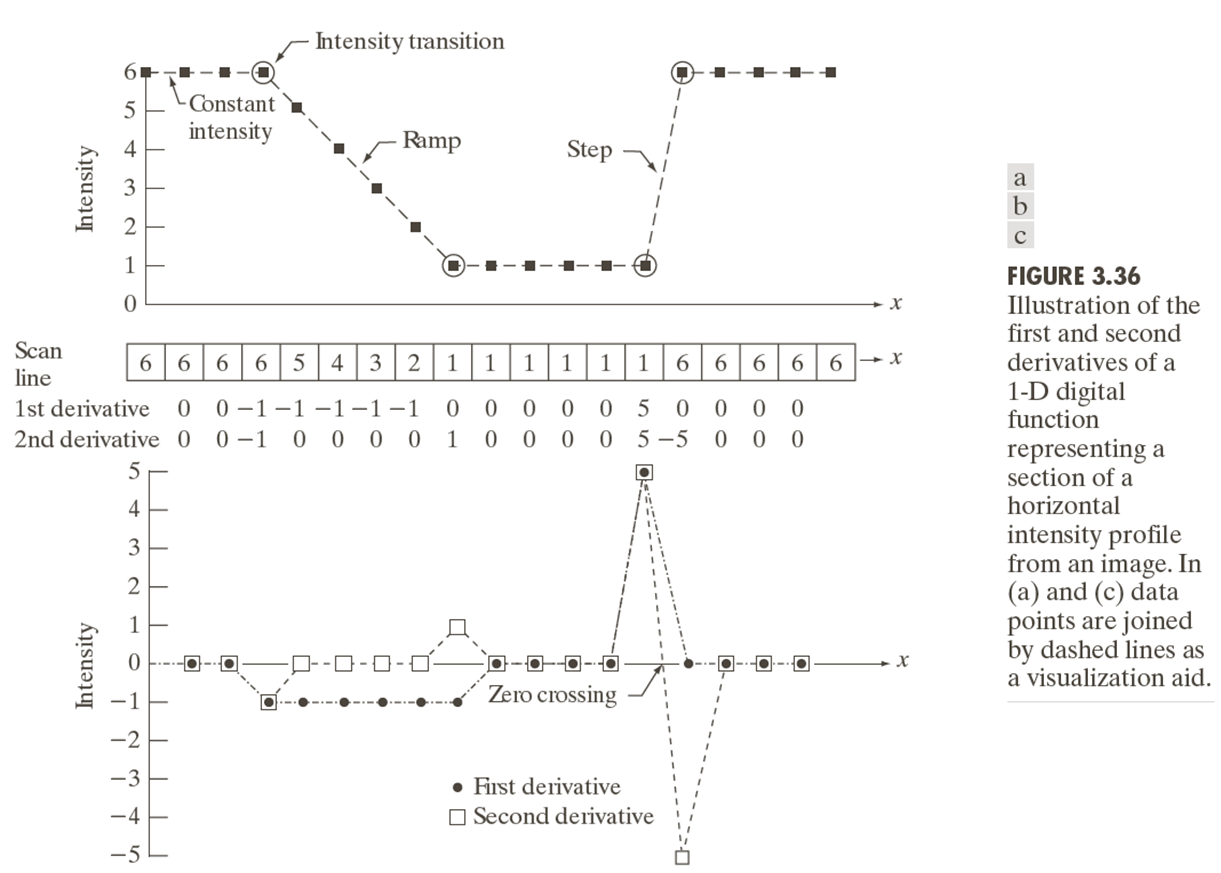 Intensity transition
6
Constant
intensity
5
Ramp
Step
4
3
2
1
0
Intensity
x
Scan
line
6 6 6 6 5 4 3 2 1 1 1 1 1 1 6 6 6 6 6
x
1st derivative 0 0 −1 −1 −1 −1 −1 0 0 0 0 0 5 0 0 0 0
2nd derivative 0 0 −1 0 0 0 0 1 0 0 0 0 5 −5 0 0 0
5
4
3
2
1
0
x
Intensity
Zero crossing
−1
−2
−3
−4
−5
First derivative
Second derivative
a
b
c
FIGURE 3.36
Illustration of the
first and second
derivatives of a
1-D digital
function
representing a
section of a
horizontal
intensity profile
from an image. In
(a) and (c) data
points are joined
by dashed lines as
a visualization aid.